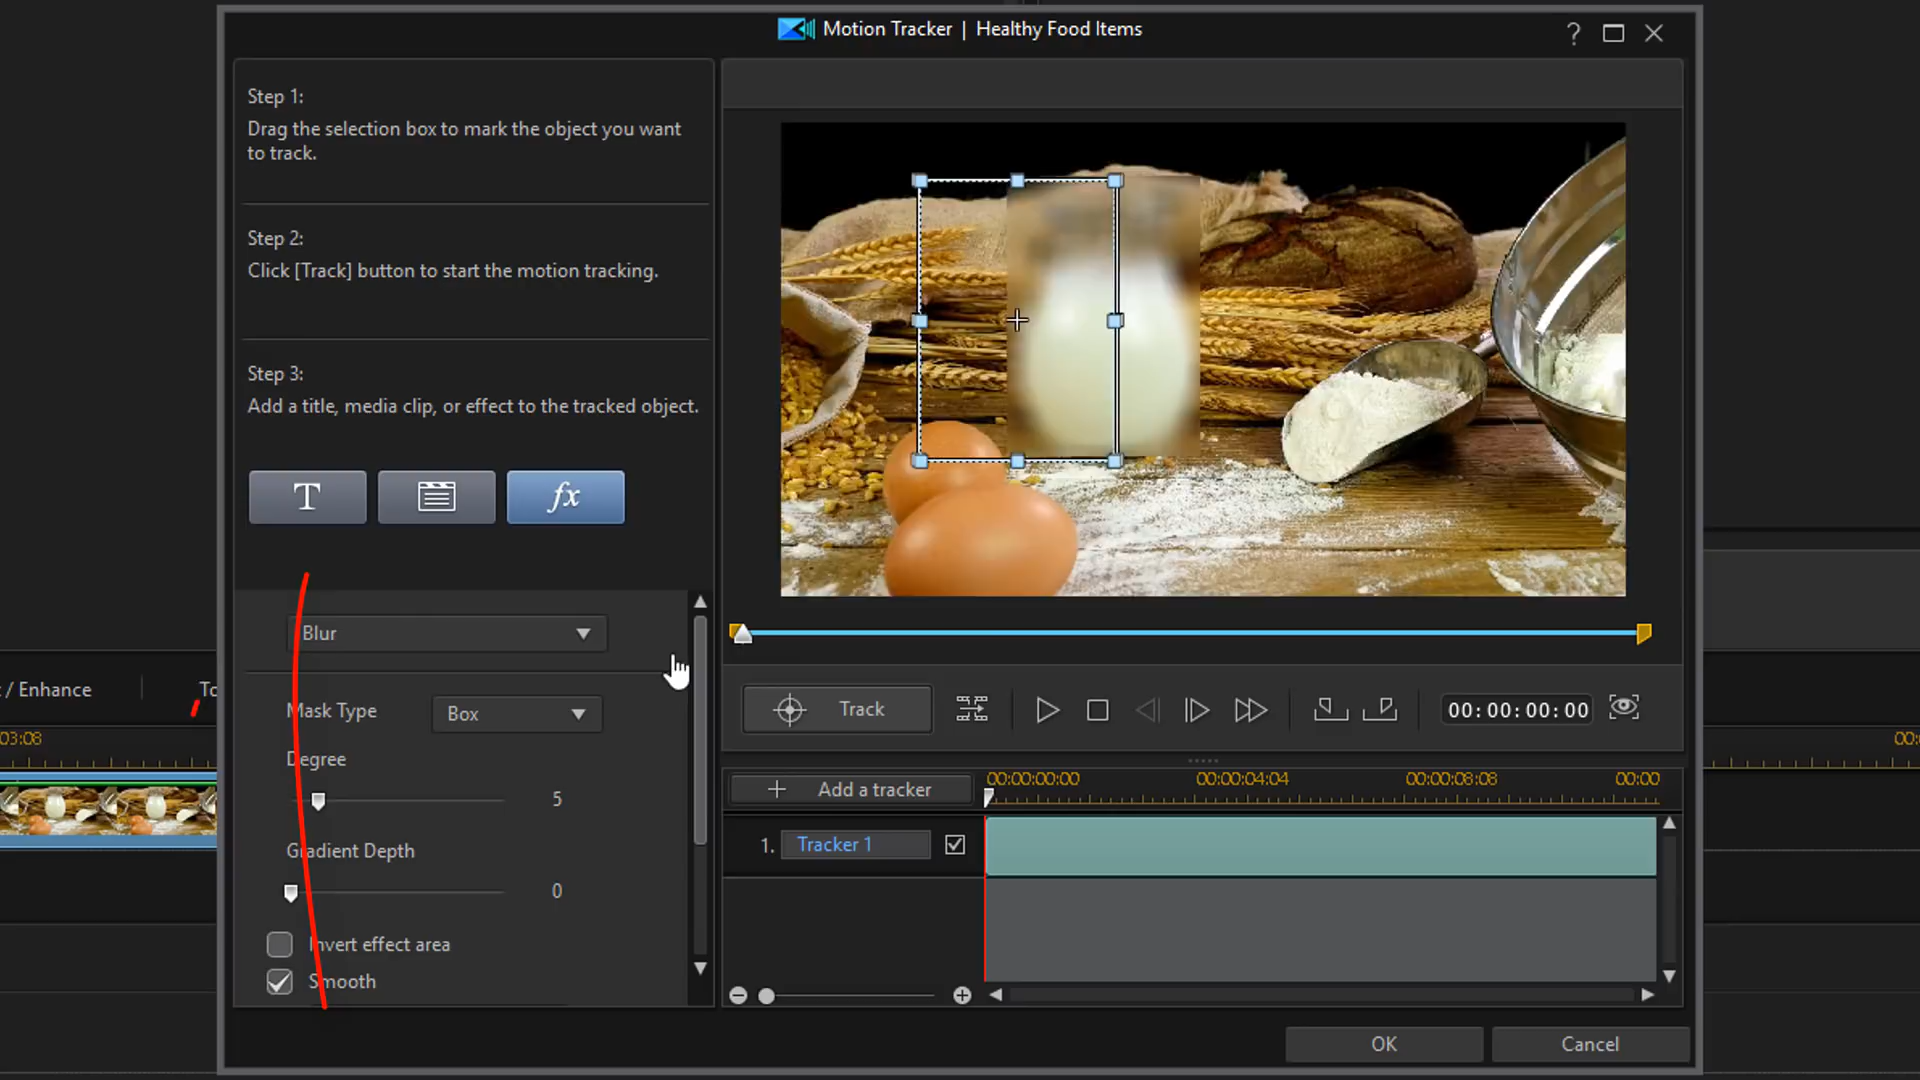 Motion Tracker | Healthy Food Items
?
Step 1:
Drag the selection box to mark the object you want
to track.
Step 2:
Click [Track] button to start the motion tracking.
Step 3:
Add a title, media clip, or effect to the tracked object.
T
fx
Blur
Mask Type
Box
Degree
5
Gradient Depth
0
Invert effect area
Smooth
Track
00:00:00:00
Add a tracker
00:00:00:00 00:00:04:04 00:00:08:08 00:00
1. Tracker 1
OK
Cancel
/ Enhance
To
03:08
00: